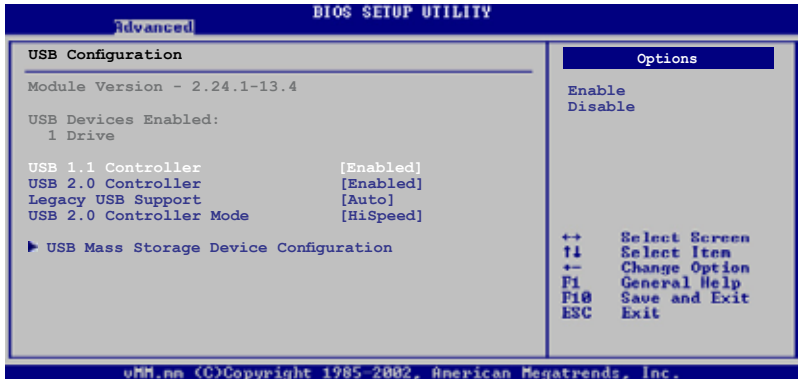 BIOS SETUP UTILITY
Advanced
USB Configuration
Module Version - 2.24.1-13.4
USB Devices Enabled:
1 Drive
USB 1.1 Controller [Enabled]
USB 2.0 Controller [Enabled]
Legacy USB Support [Auto]
USB 2.0 Controller Mode [HiSpeed]
USB Mass Storage Device Configuration
Options
Enable
Disable
↔ Select Screen
↑↓ Select Item
+- Change Option
F1 General Help
F10 Save and Exit
ESC Exit
vMM.mm (C)Copyright 1985-2002, American Megatrends, Inc.